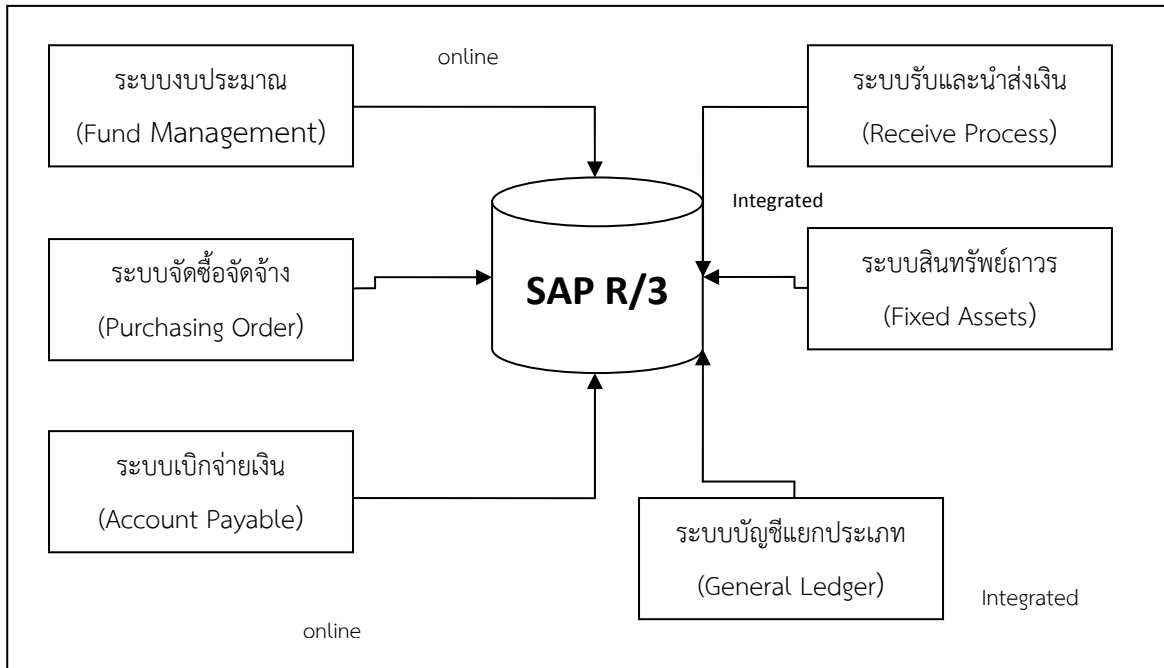 online
ระบบงบประมาณ
(Fund Management)
ระบบรับและนำส่งเงิน
(Receive Process)
Integrated
ระบบจัดซื้อจัดจ้าง
(Purchasing Order)
SAP R/3
ระบบสินทรัพย์ถาวร
(Fixed Assets)
ระบบเบิกจ่ายเงิน
(Account Payable)
ระบบบัญชีแยกประเภท
(General Ledger)
Integrated
online